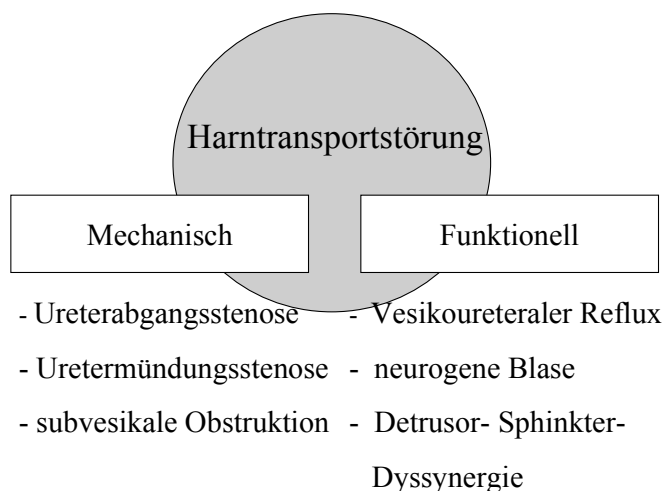 Harntransportstörung
Mechanisch
Funktionell
- Ureterabgangsstenose
- Uretermündungsstenose
- subvesikale Obstruktion
- Vesikoureteraler Reflux
- neurogene Blase
- Detrusor- Sphinkter-
Dyssynergie